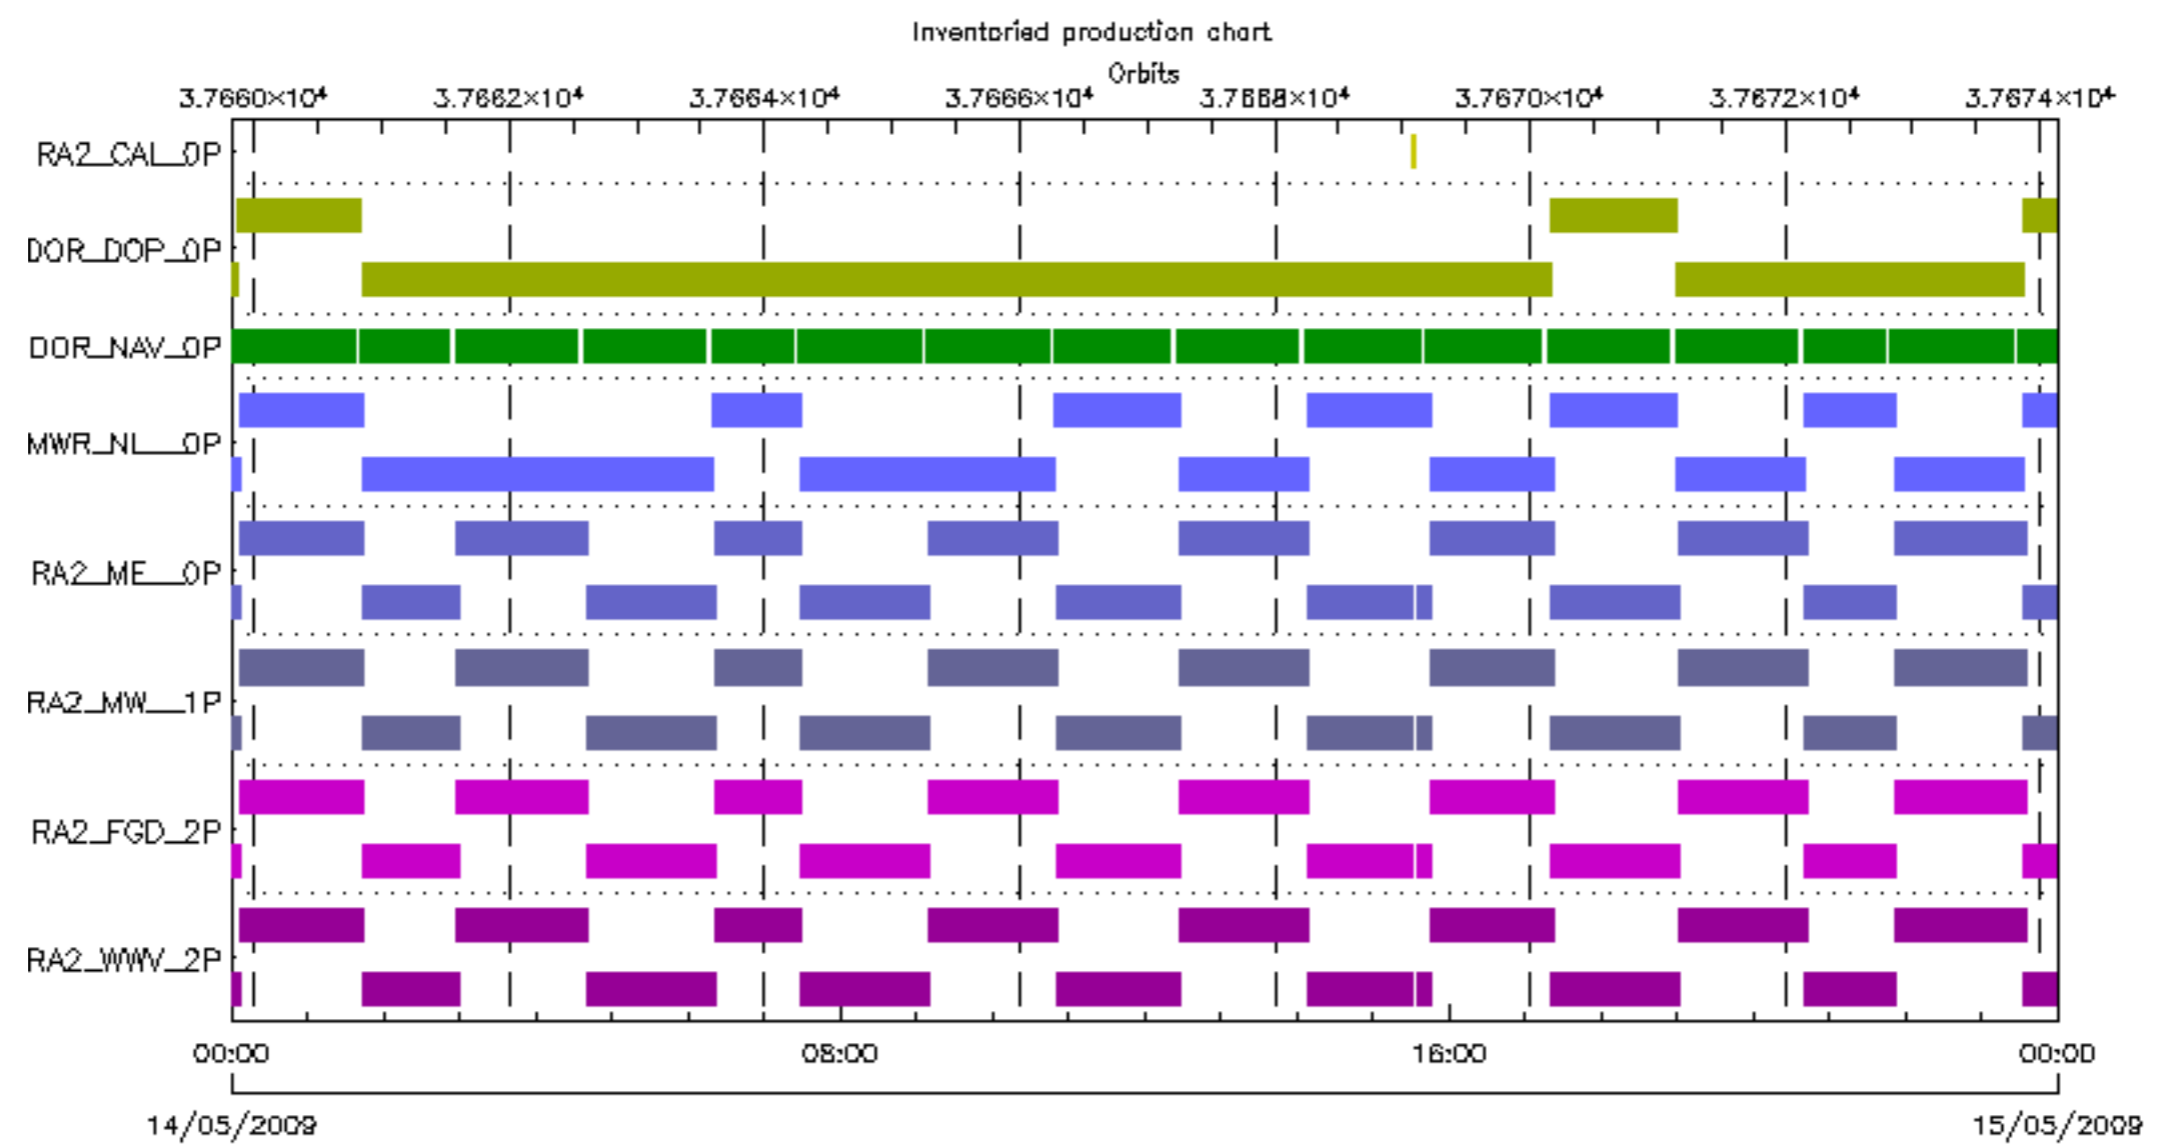 Inventoried production chart
Orbits
3.7660×10⁴ 3.7662×10⁴ 3.7664×10⁴ 3.7666×10⁴ 3.7668×10⁴ 3.7670×10⁴ 3.7672×10⁴ 3.7674×10⁴
RA2_CAL_0P
DOR_DOP_0P
DOR_NAV_0P
MWR_NL__0P
RA2_ME__0P
RA2_MW__1P
RA2_FGD_2P
RA2_WWV_2P
00:00 08:00 16:00 00:00
14/05/2009 15/05/2009